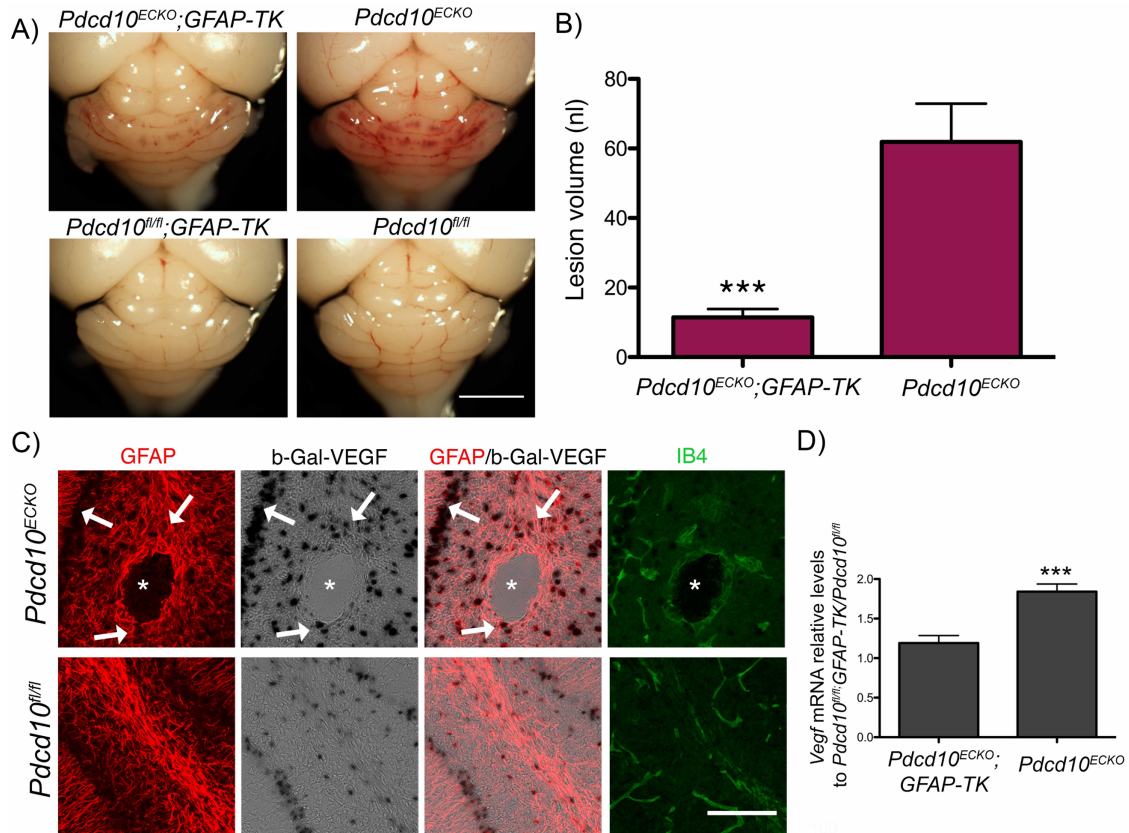 A)
Pdcd10ECKO;GFAP-TK
Pdcd10ECKO
Pdcd10fl/fl;GFAP-TK
Pdcd10fl/fl
B)
Lesion volume (nl)
80
60
40
20
0
***
Pdcd10ECKO;GFAP-TK
Pdcd10ECKO
C)
GFAP
b-Gal-VEGF
GFAP/b-Gal-VEGF
IB4
Pdcd10ECKO
*
*
*
*
Pdcd10fl/fl
D)
Vegf mRNA relative levels
to Pdcd10fl/fl;GFAP-TK/Pdcd10fl/fl
2.0
1.5
1.0
0.5
0.0
***
Pdcd10ECKO;
GFAP-TK
Pdcd10ECKO